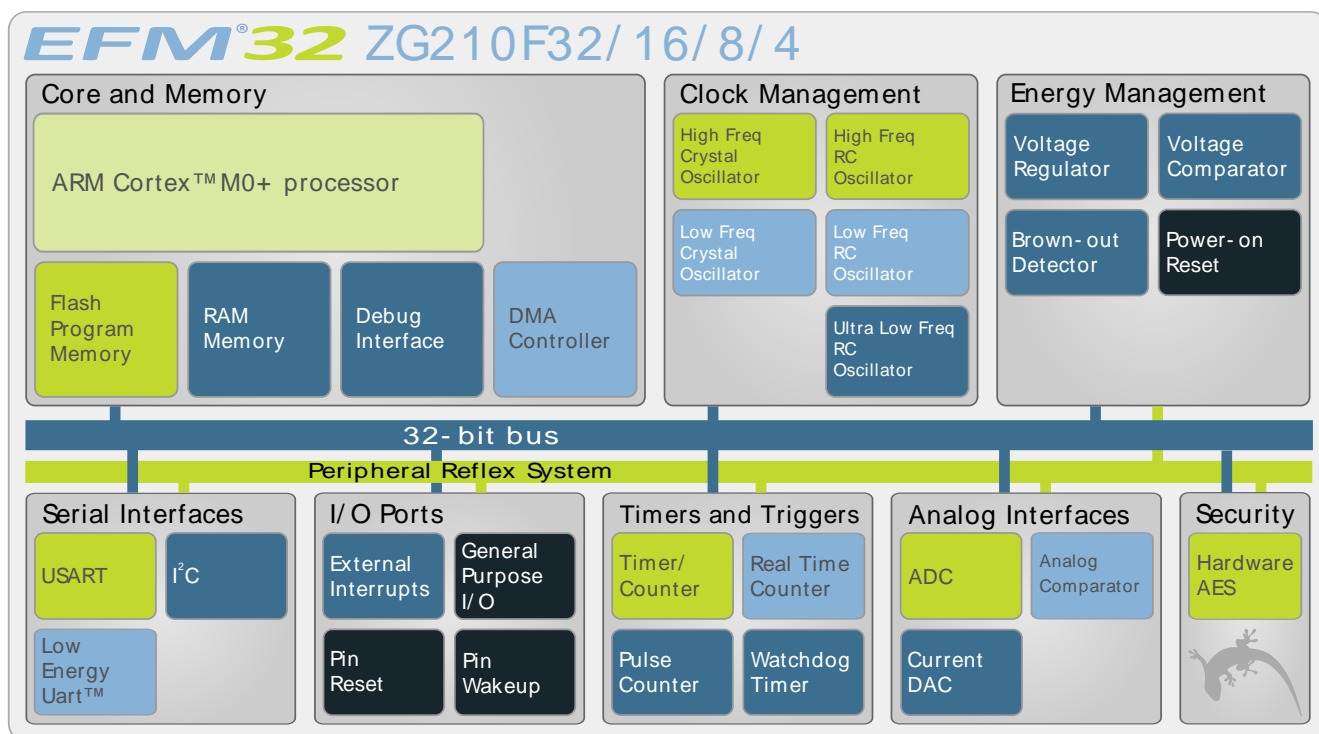 EFM®32 ZG210F32/16/8/4
Core and Memory
ARM Cortex™ M0+ processor
Flash
Program
Memory
RAM
Memory
Debug
Interface
DMA
Controller
Clock Management
High Freq
Crystal
Oscillator
High Freq
RC
Oscillator
Low Freq
Crystal
Oscillator
Low Freq
RC
Oscillator
Ultra Low Freq
RC
Oscillator
Energy Management
Voltage
Regulator
Voltage
Comparator
Brown-out
Detector
Power-on
Reset
32-bit bus
Peripheral Reflex System
Serial Interfaces
USART
I²C
Low
Energy
Uart™
I/O Ports
External
Interrupts
General
Purpose
I/O
Pin
Reset
Pin
Wakeup
Timers and Triggers
Timer/
Counter
Real Time
Counter
Pulse
Counter
Watchdog
Timer
Analog Interfaces
ADC
Analog
Comparator
Current
DAC
Security
Hardware
AES